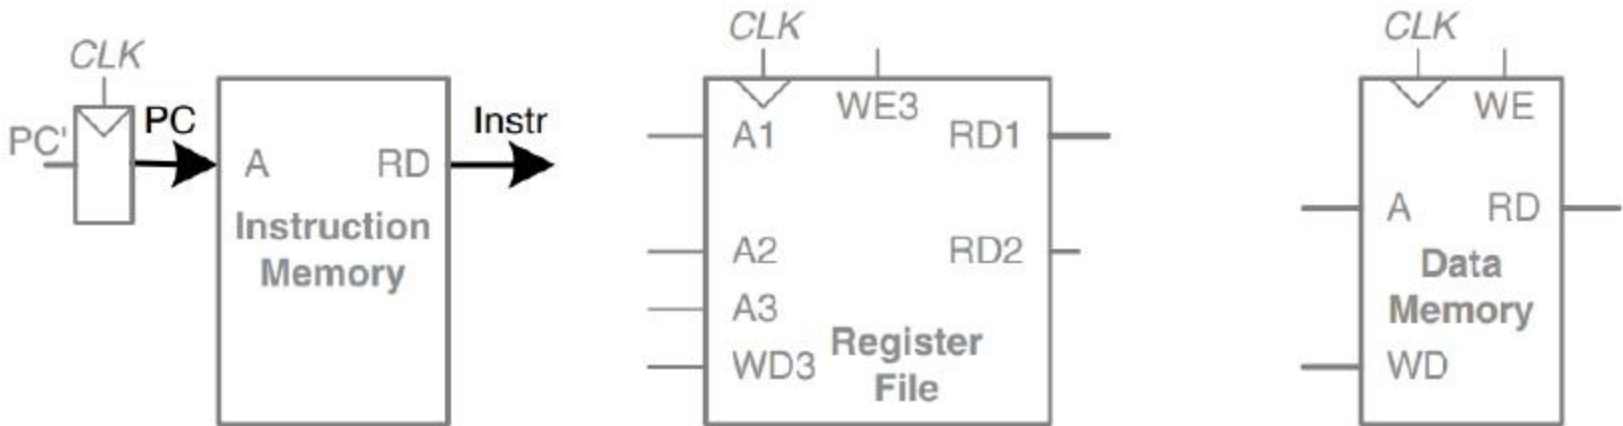 CLK
PC'
PC
A
RD
Instruction
Memory
Instr
CLK
WE3
A1
RD1
A2
RD2
A3
WD3
Register
File
CLK
WE
A
RD
Data
Memory
WD